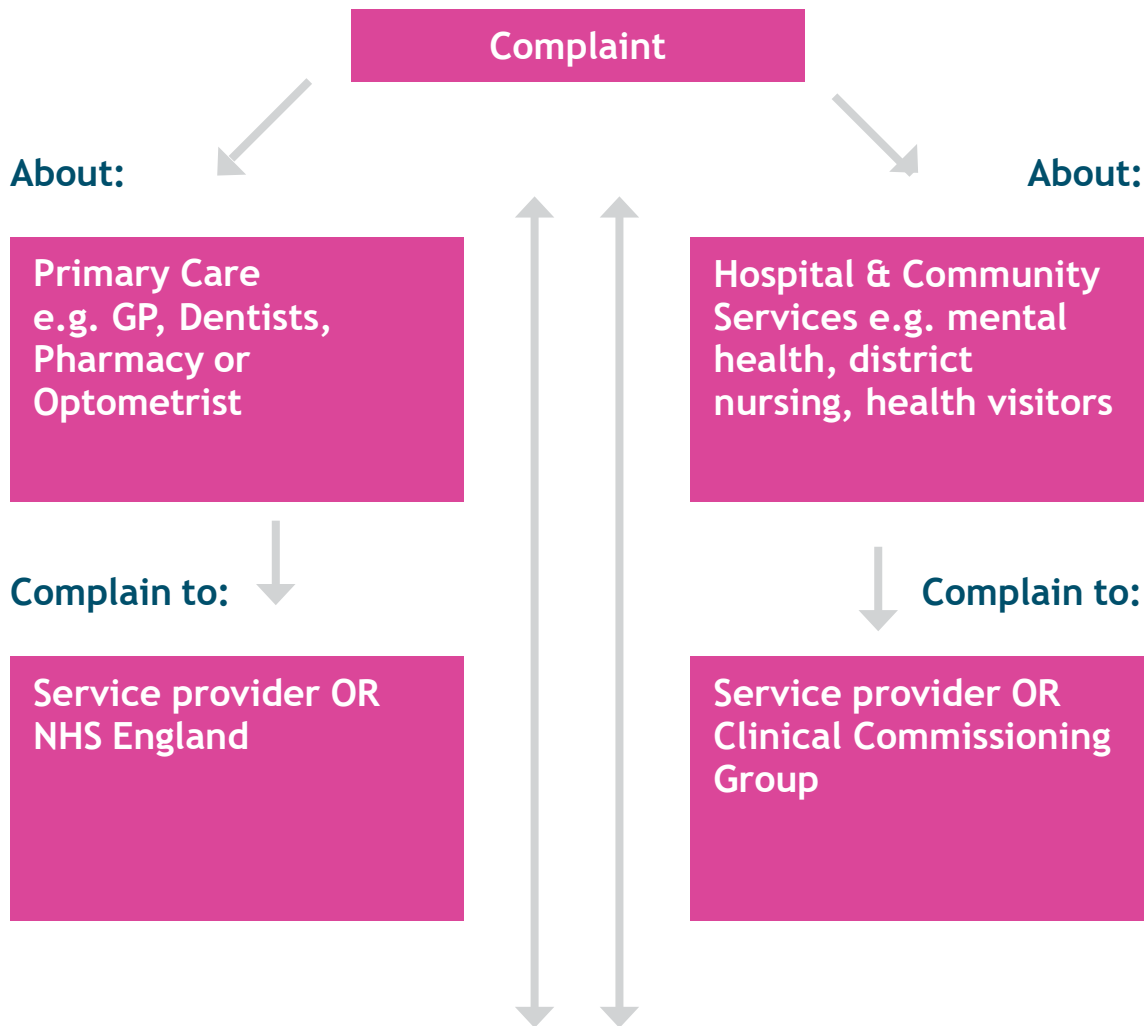 Complaint
About:
Primary Care
e.g. GP, Dentists,
Pharmacy or
Optometrist
Complain to:
Service provider OR
NHS England
About:
Hospital & Community
Services e.g. mental
health, district
nursing, health visitors
Complain to:
Service provider OR
Clinical Commissioning
Group